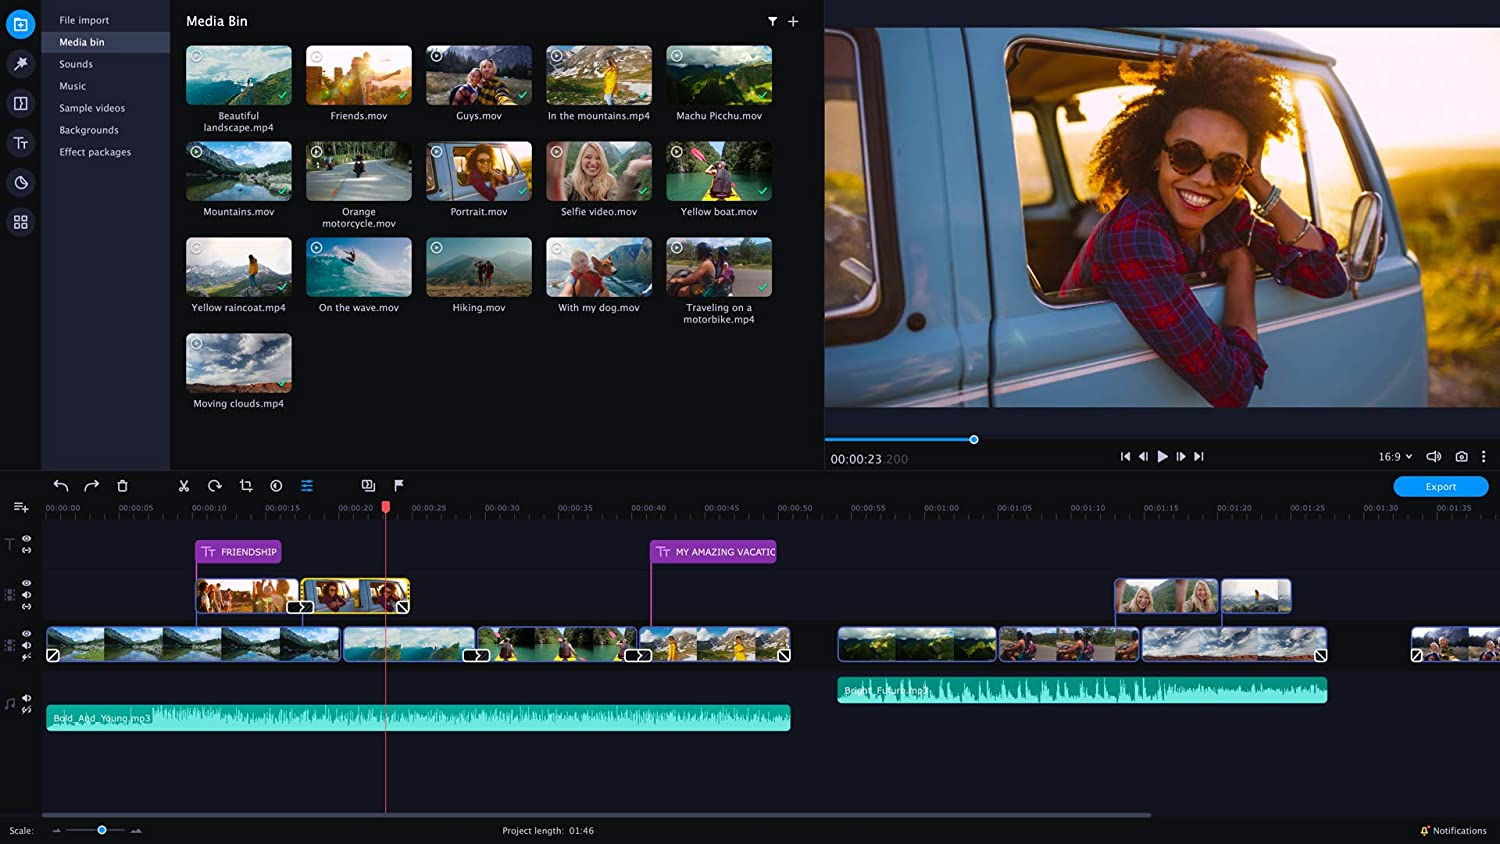 File import
Media bin
Sounds
Music
Sample videos
Backgrounds
Effect packages
Media Bin
Beautiful
landscape.mp4
Friends.mov
Guys.mov
In the mountains.mp4
Machu Picchu.mov
Mountains.mov
Orange
motorcycle.mov
Portrait.mov
Selfie video.mov
Yellow boat.mov
Yellow raincoat.mp4
On the wave.mov
Hiking.mov
With my dog.mov
Traveling on a
motorbike.mp4
Moving clouds.mp4
00:00:23.200
16:9
Export
00:00:00 00:00:05 00:00:10 00:00:15 00:00:20 00:00:25 00:00:30 00:00:35 00:00:40 00:00:45 00:00:50 00:00:55 00:01:00 00:01:05 00:01:10 00:01:15 00:01:20 00:01:25 00:01:30 00:01:35
T
Tт FRIENDSHIP
Tт MY AMAZING VACATIC
Bright_Future.mp3
Bold_And_Young.mp3
Scale:
Project length: 01:46
Notifications